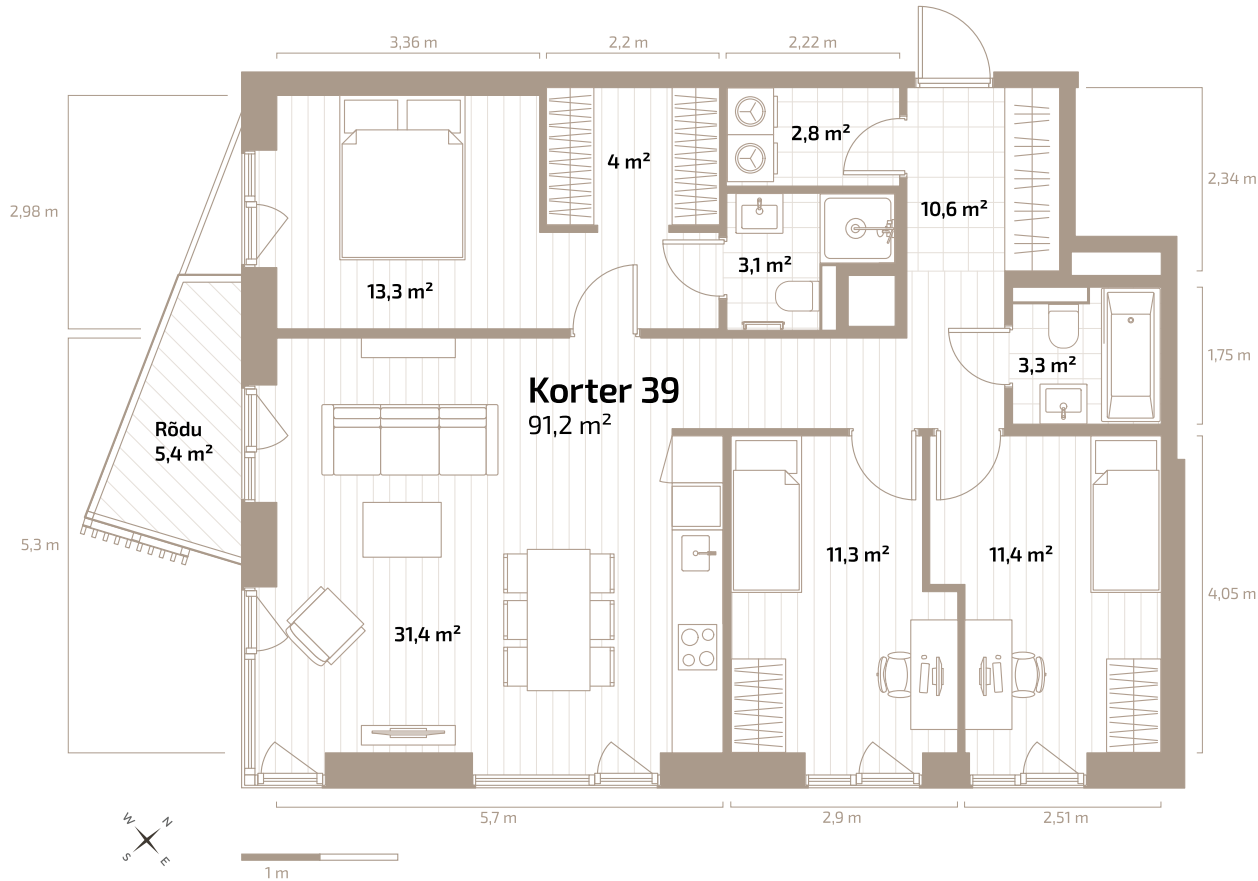 3,36 m
2,2 m
2,22 m
2,8 m²
4 m²
2,34 m
2,98 m
10,6 m²
3,1 m²
13,3 m²
1,75 m
3,3 m²
Korter 39
91,2 m²
Rõdu
5,4 m²
5,3 m
11,3 m²
11,4 m²
4,05 m
31,4 m²
5,7 m
2,9 m
2,51 m
W
N
S
E
1 m